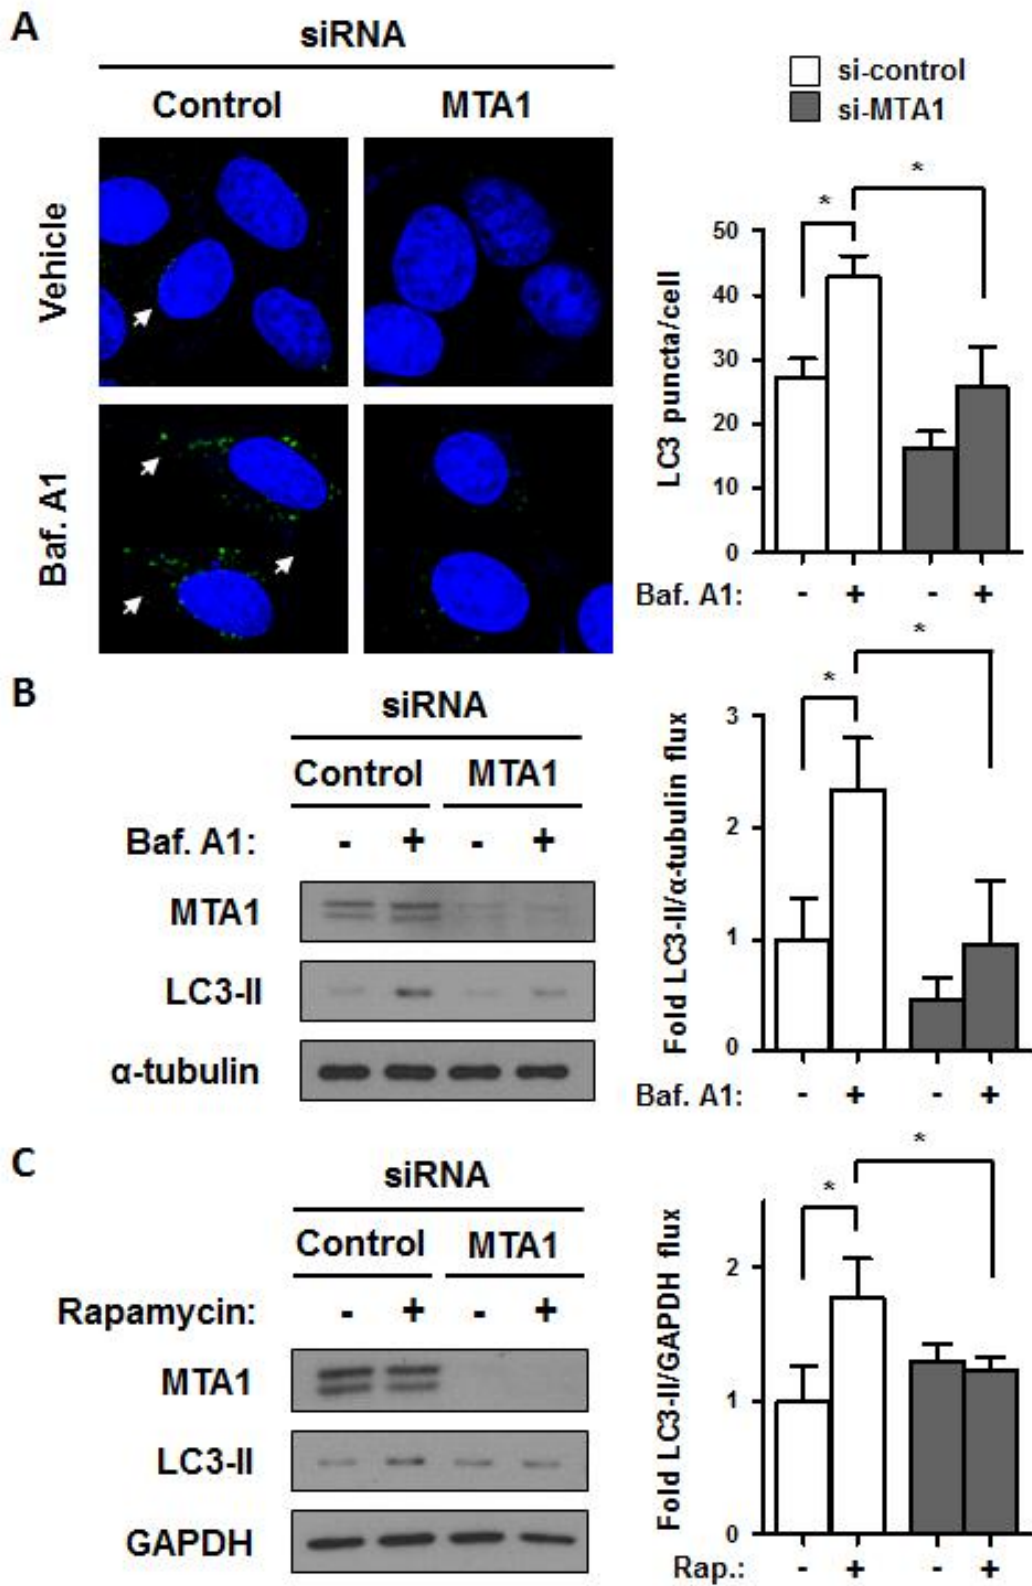 A
siRNA
Control MTA1
Vehicle
Baf. A1
si-control
si-MTA1
* *
LC3 puncta/cell
50
40
30
20
10
0
Baf. A1: - + - +
B
siRNA
Control MTA1
Baf. A1: - + - +
MTA1
LC3-II
α-tubulin
* *
Fold LC3-II/α-tubulin flux
3
2
1
0
Baf. A1: - + - +
C
siRNA
Control MTA1
Rapamycin: - + - +
MTA1
LC3-II
GAPDH
* *
Fold LC3-II/GAPDH flux
2
1
0
Rap.: - + - +